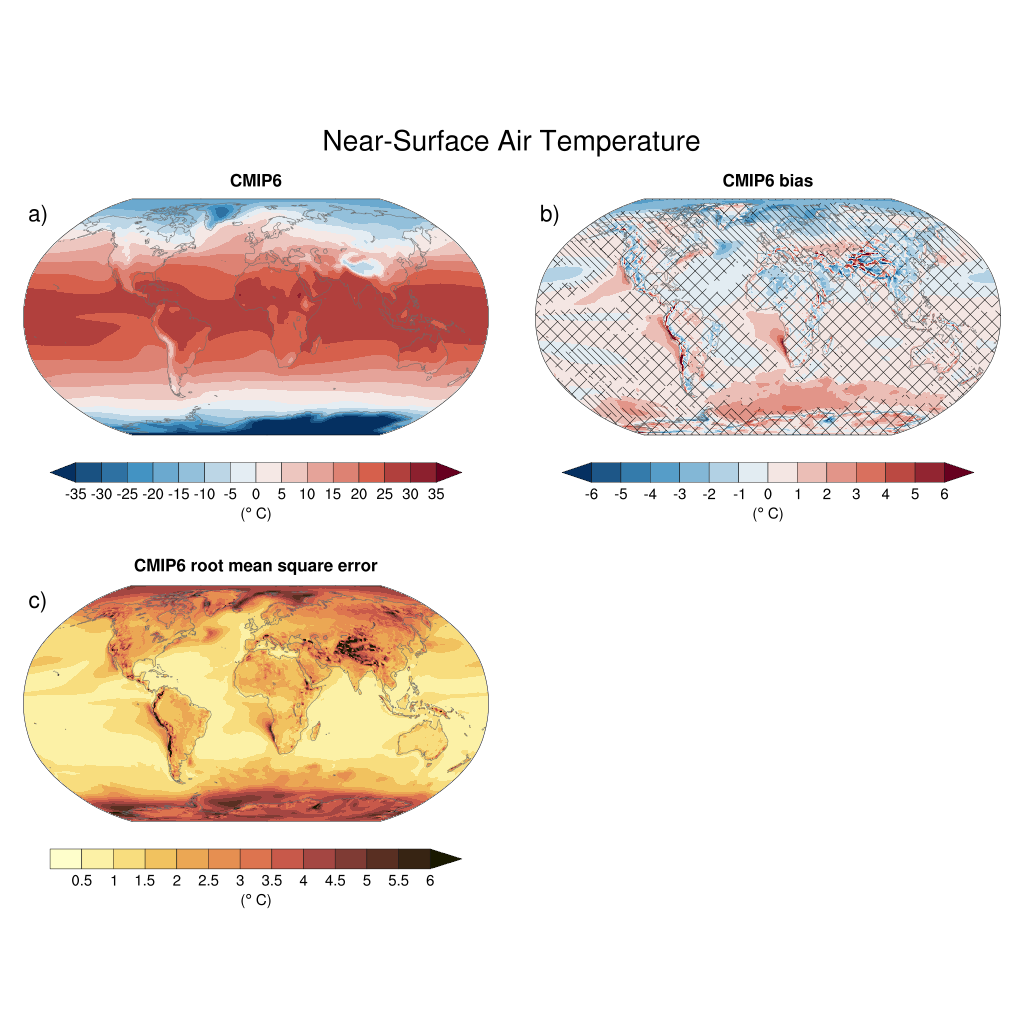 Near-Surface Air Temperature
CMIP6
CMIP6 bias
a)
b)
-35 -30 -25 -20 -15 -10 -5 0 5 10 15 20 25 30 35
-6 -5 -4 -3 -2 -1 0 1 2 3 4 5 6
(° C)
(° C)
CMIP6 root mean square error
c)
0.5 1 1.5 2 2.5 3 3.5 4 4.5 5 5.5 6
(° C)